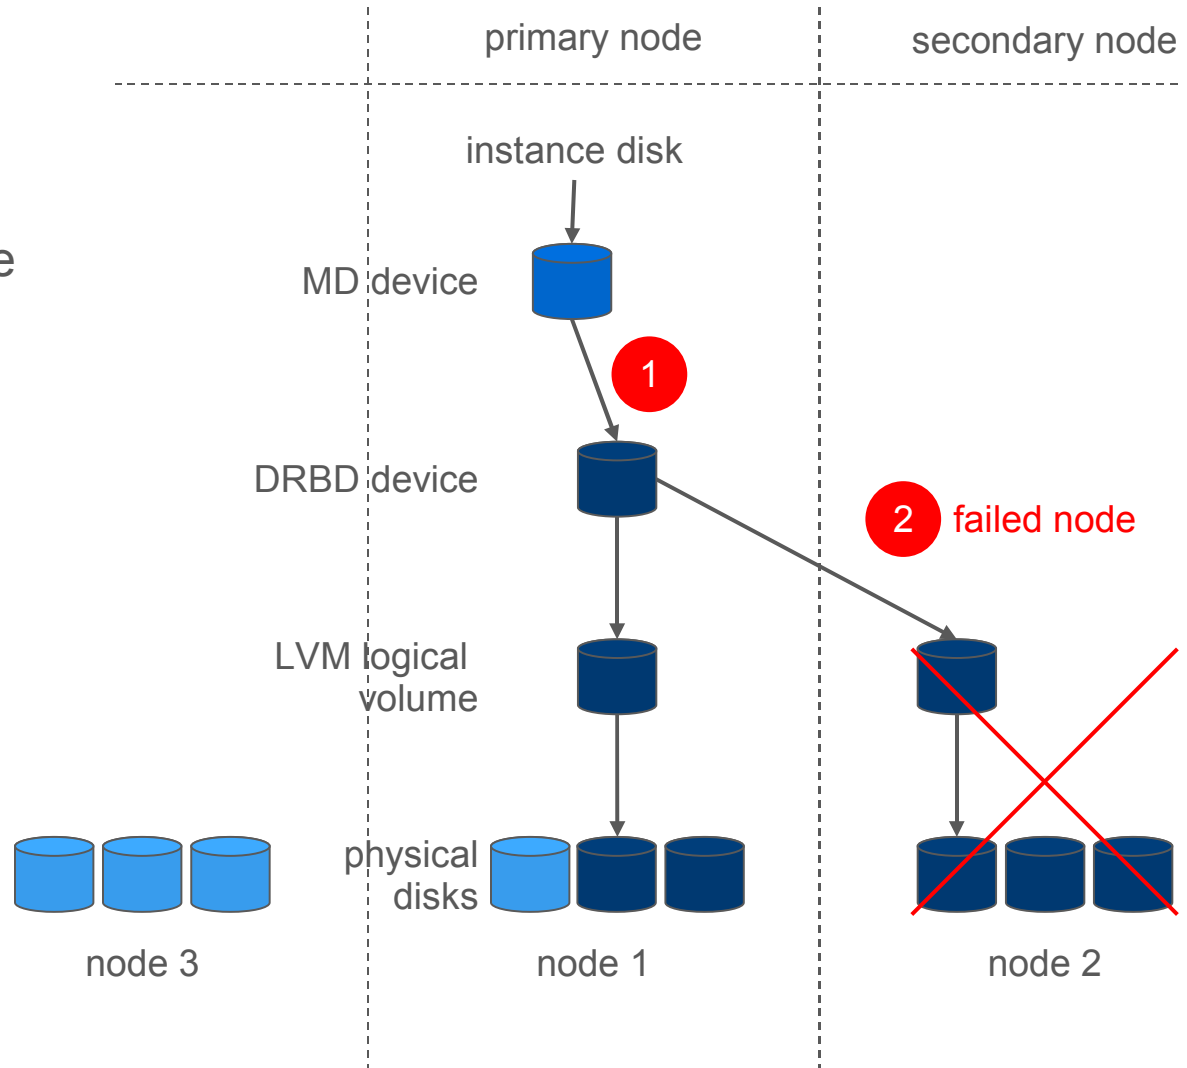 primary node
secondary node
instance disk
e
MD device
1
DRBD device
2 failed node
LVM logical
volume
physical
disks
node 3
node 1
node 2